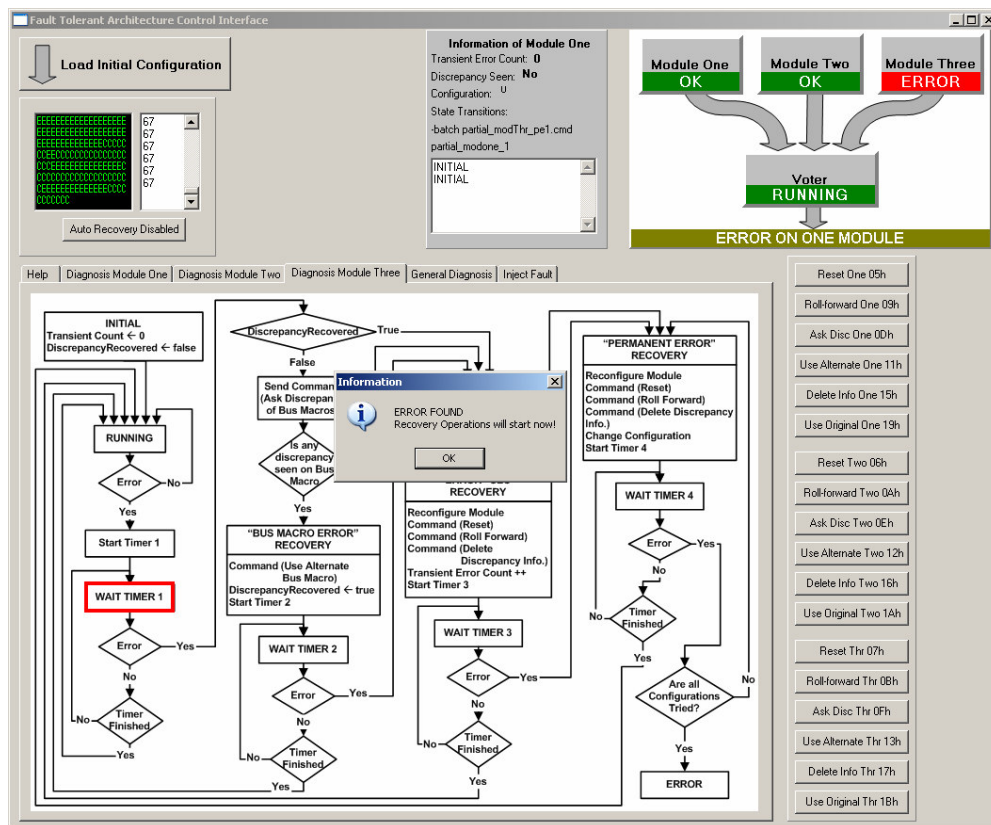 Fault Tolerant Architecture Control Interface
Load Initial Configuration
EEEEEEEEEEEEEEEEEEE
67
67
67
67
67
67
Auto Recovery Disabled
Information of Module One
Transient Error Count: 0
Discrepancy Seen: No
Configuration: 0
State Transitions:
-batch partial_modThr_pe1.cmd
partial_modone_1
INITIAL
INITIAL
Module One
OK
Module Two
OK
Module Three
ERROR
Voter
RUNNING
ERROR ON ONE MODULE
Help
Diagnosis Module One
Diagnosis Module Two
Diagnosis Module Three
General Diagnosis
Inject Fault
INITIAL
Transient Count ← 0
DiscrepancyRecovered ← false
RUNNING
Error
No
Yes
Start Timer 1
WAIT TIMER 1
Error
Yes
No
Timer
Finished
No
Yes
DiscrepancyRecovered
True
False
Send Comman
(Ask Discrepan
of Bus Macros
Is any
discrepancy
seen on Bus
Macro
Yes
"BUS MACRO ERROR"
RECOVERY
Command (Use Alternate
Bus Macro)
DiscrepancyRecovered ← true
Start Timer 2
WAIT TIMER 2
Error
Yes
No
Timer
Finished
No
Yes
Information
ERROR FOUND
Recovery Operations will start now!
OK
RECOVERY
Reconfigure Module
Command (Reset)
Command (Roll Forward)
Command (Delete
Discrepancy Info.)
Transient Error Count ++
Start Timer 3
WAIT TIMER 3
Error
Yes
No
Timer
Finished
No
Yes
"PERMANENT ERROR"
RECOVERY
Reconfigure Module
Command (Reset)
Command (Roll Forward)
Command (Delete Discrepancy
Info.)
Change Configuration
Start Timer 4
WAIT TIMER 4
Error
Yes
No
Timer
Finished
No
Yes
Are all
Configurations
Tried?
No
Yes
ERROR
Reset One 05h
Roll-forward One 09h
Ask Disc One 0Dh
Use Alternate One 11h
Delete Info One 15h
Use Original One 19h
Reset Two 06h
Roll-forward Two 0Ah
Ask Disc Two 0Eh
Use Alternate Two 12h
Delete Info Two 16h
Use Original Two 1Ah
Reset Thr 07h
Roll-forward Thr 0Bh
Ask Disc Thr 0Fh
Use Alternate Thr 13h
Delete Info Thr 17h
Use Original Thr 1Bh